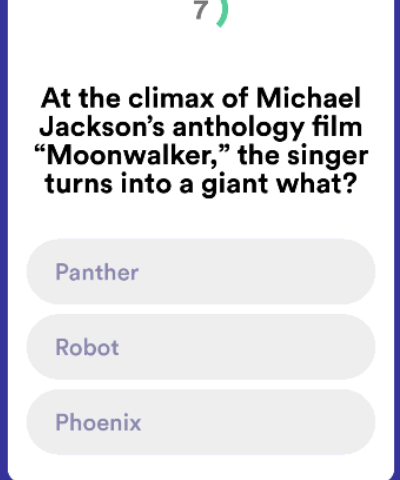 7
At the climax of Michael
Jackson’s anthology film
“Moonwalker,” the singer
turns into a giant what?
Panther
Robot
Phoenix